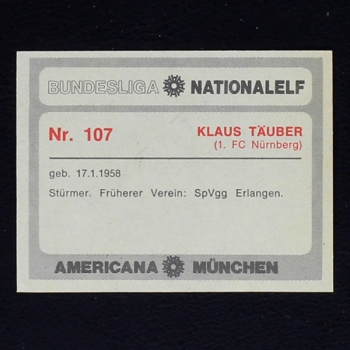 BUNDESLIGA NATIONALELF
Nr. 107 KLAUS TÄUBER
(1. FC Nürnberg)
geb. 17.1.1958
Stürmer. Früherer Verein: SpVgg Erlangen.
AMERICANA MÜNCHEN